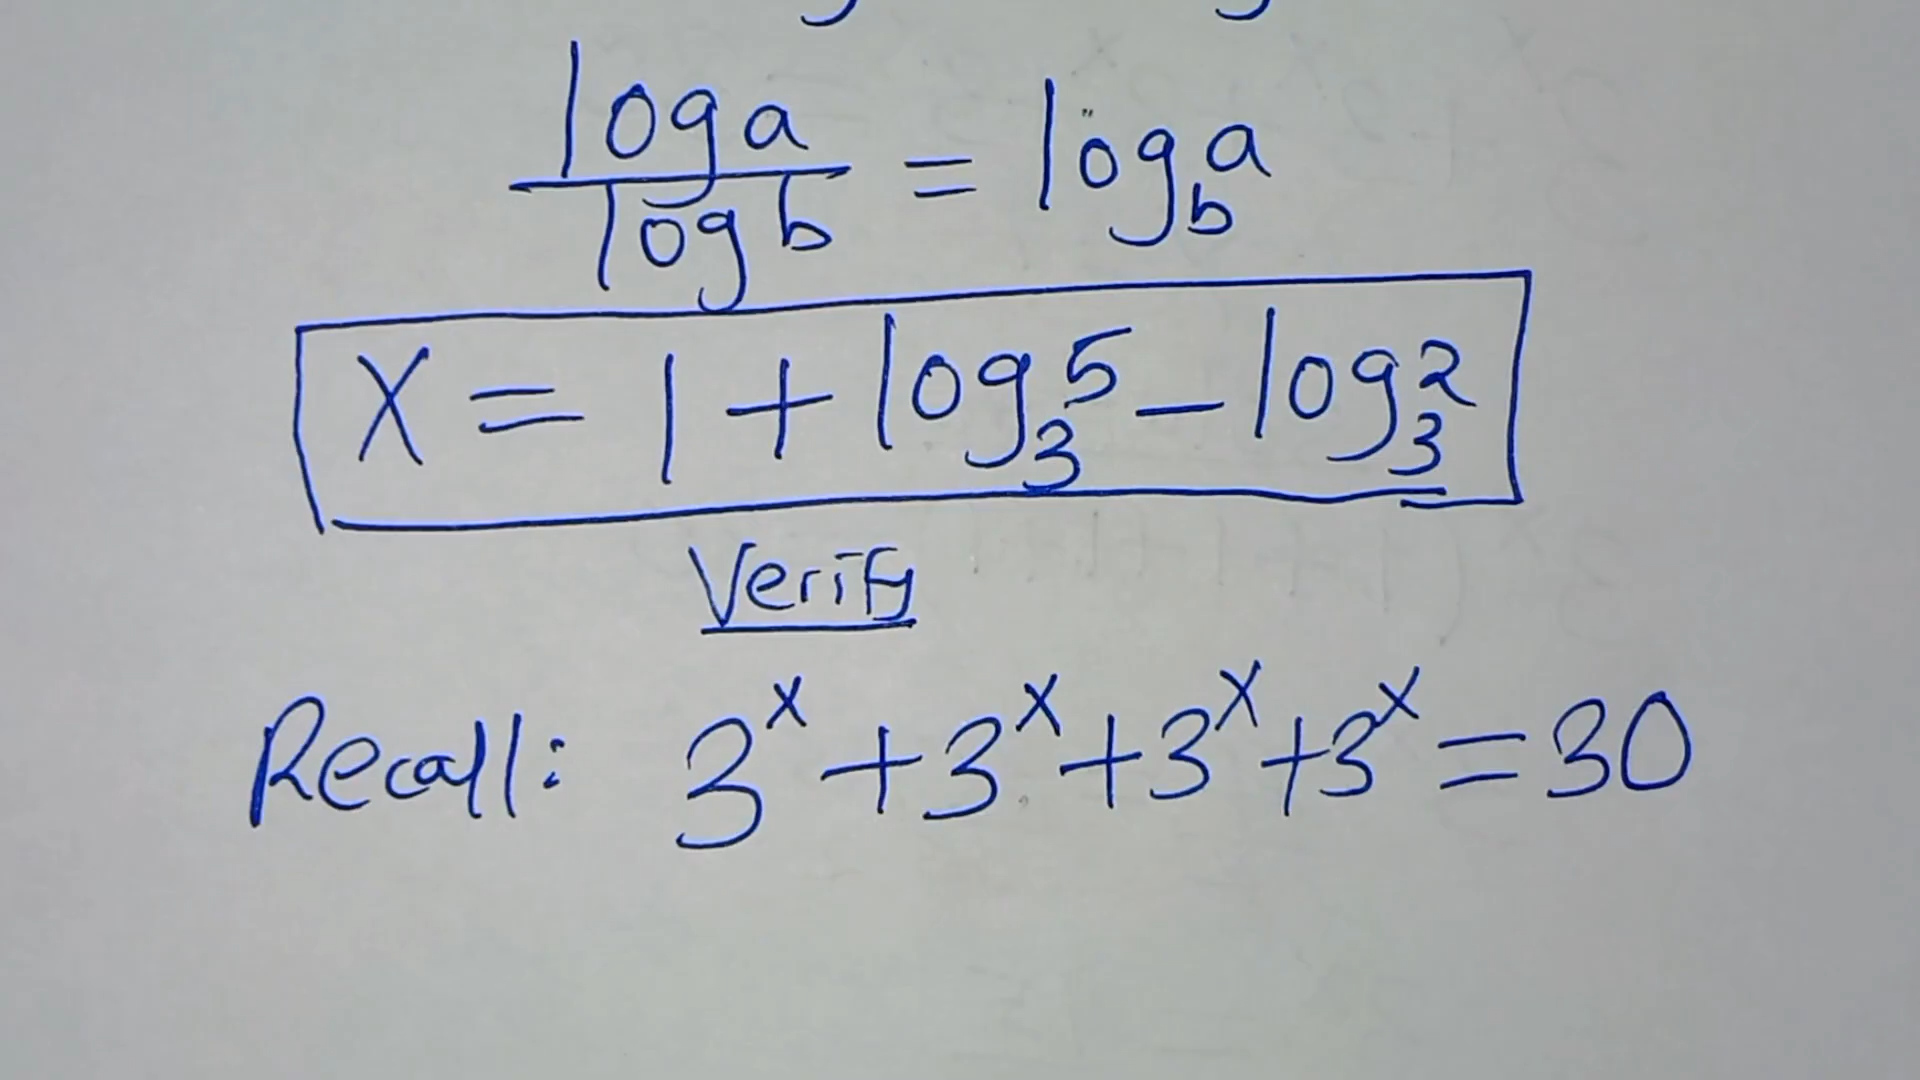 log a / log b = log_b a
x = 1 + log_3 5 - log_3 2
Verify
Recall: 3^x + 3^x + 3^x + 3^x = 30